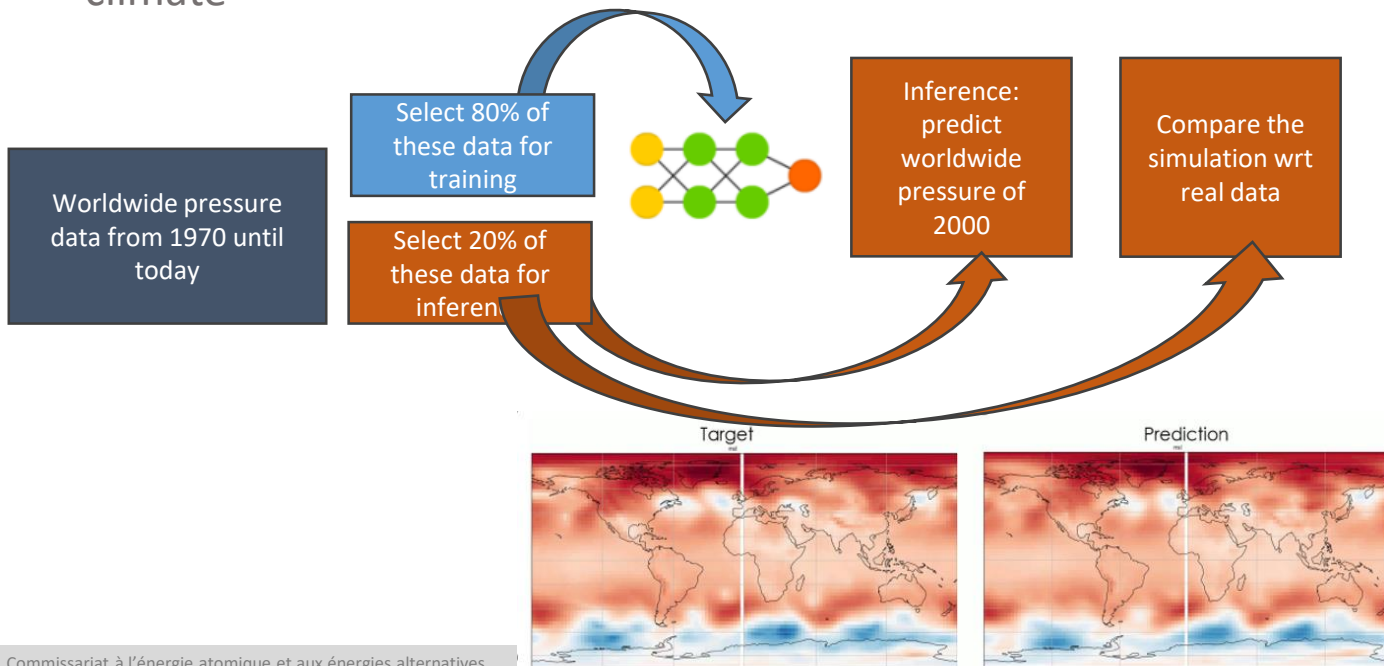 climate
Select 80% of
these data for
training
Worldwide pressure
data from 1970 until
today
Select 20% of
these data for
Inference:
predict
worldwide
pressure of
2000
Compare the
simulation wrt
real data
Target
Prediction
Commissariat à l'énergie atomique et aux énergies alternatives